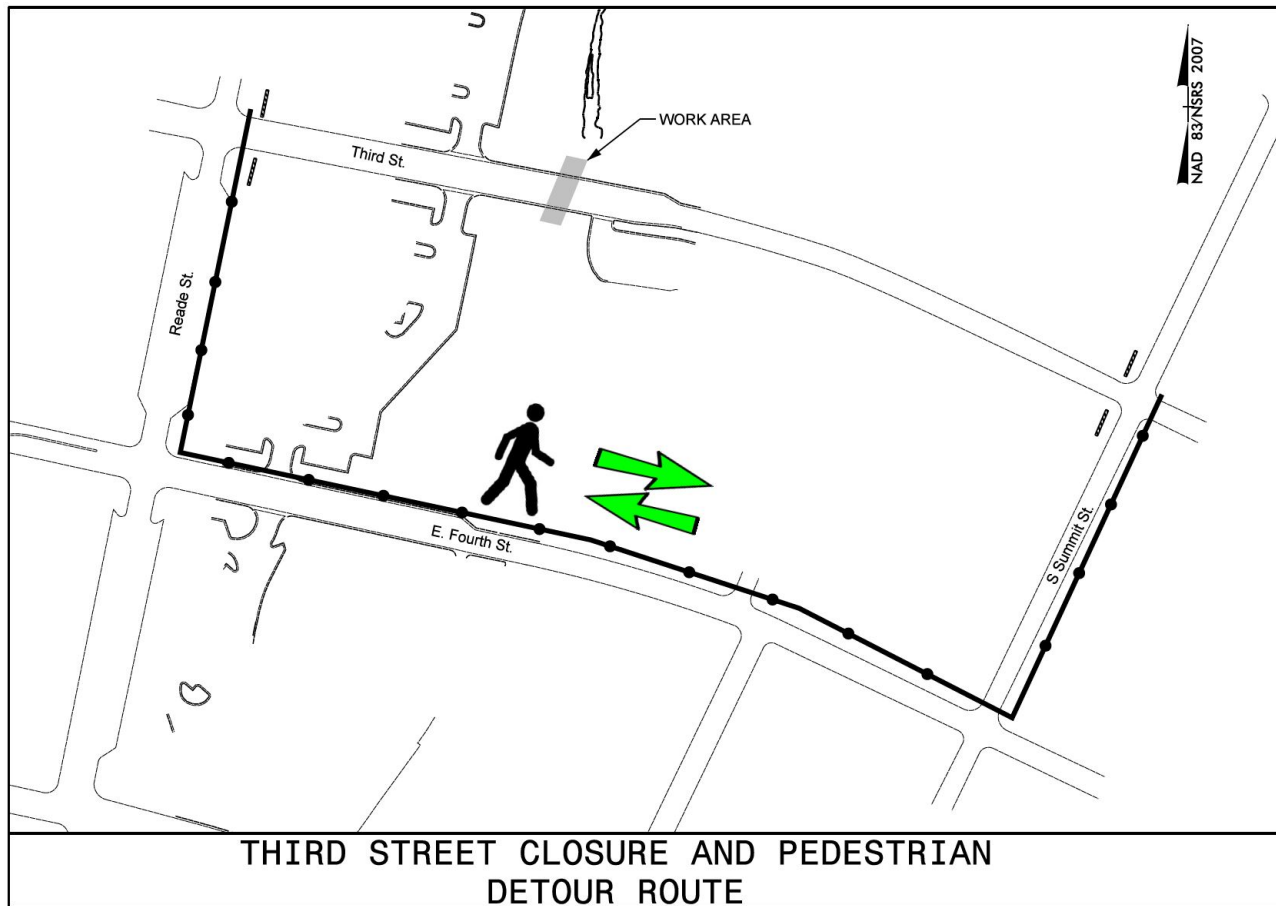 NAD 83/NSRS 2007
WORK AREA
Third St.
Reade St.
E. Fourth St.
S Summit St.
THIRD STREET CLOSURE AND PEDESTRIAN
DETOUR ROUTE